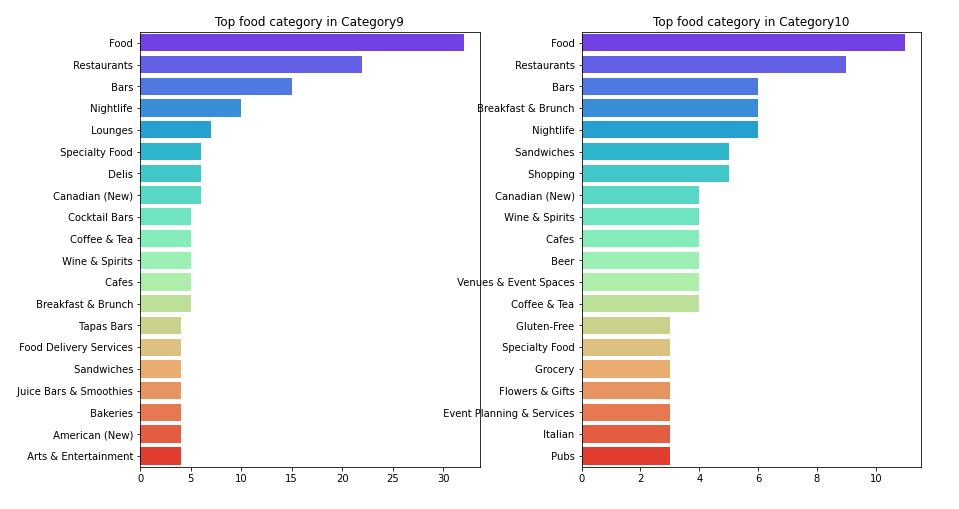 Top food category in Category9
Food
Restaurants
Bars
Nightlife
Lounges
Specialty Food
Delis
Canadian (New)
Cocktail Bars
Coffee & Tea
Wine & Spirits
Cafes
Breakfast & Brunch
Tapas Bars
Food Delivery Services
Sandwiches
Juice Bars & Smoothies
Bakeries
American (New)
Arts & Entertainment
0 5 10 15 20 25 30
Top food category in Category10
Food
Restaurants
Bars
Breakfast & Brunch
Nightlife
Sandwiches
Shopping
Canadian (New)
Wine & Spirits
Cafes
Beer
Venues & Event Spaces
Coffee & Tea
Gluten-Free
Specialty Food
Grocery
Flowers & Gifts
Event Planning & Services
Italian
Pubs
0 2 4 6 8 10